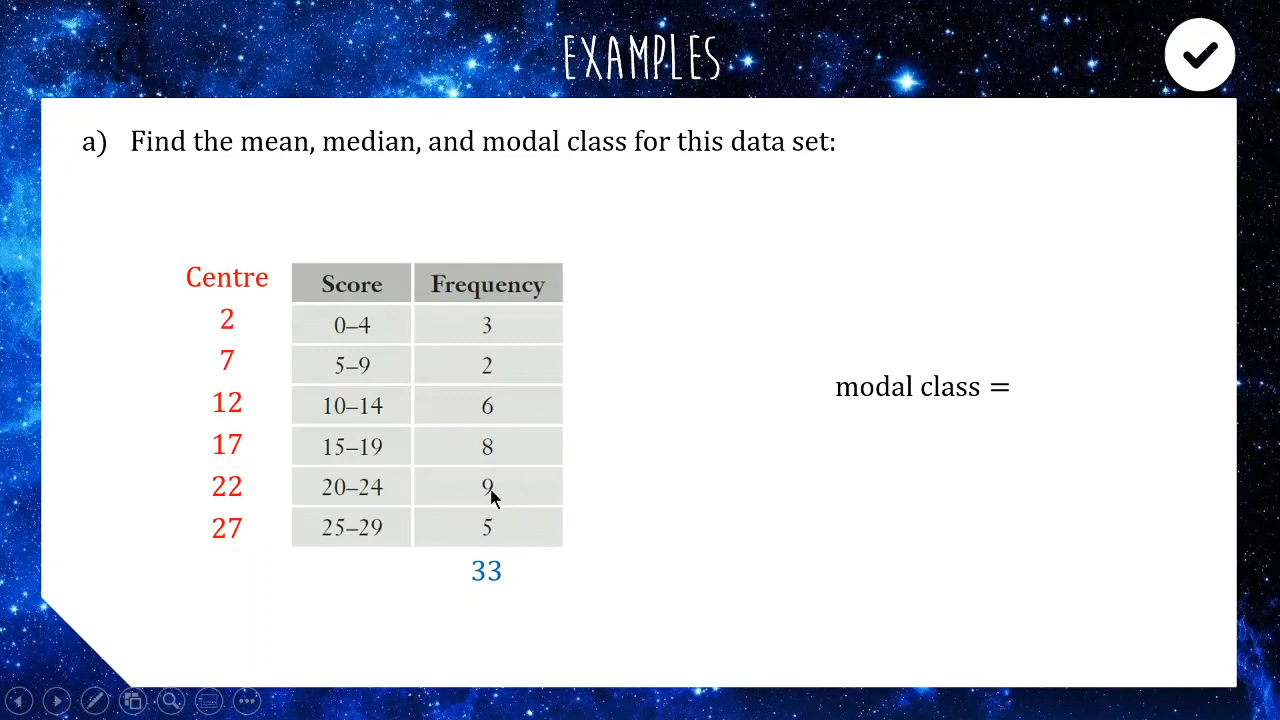 EXAMPLES
a) Find the mean, median, and modal class for this data set:
Centre Score Frequency
2 0–4 3
7 5–9 2
12 10–14 6
17 15–19 8
22 20–24 9
27 25–29 5
33
modal class =